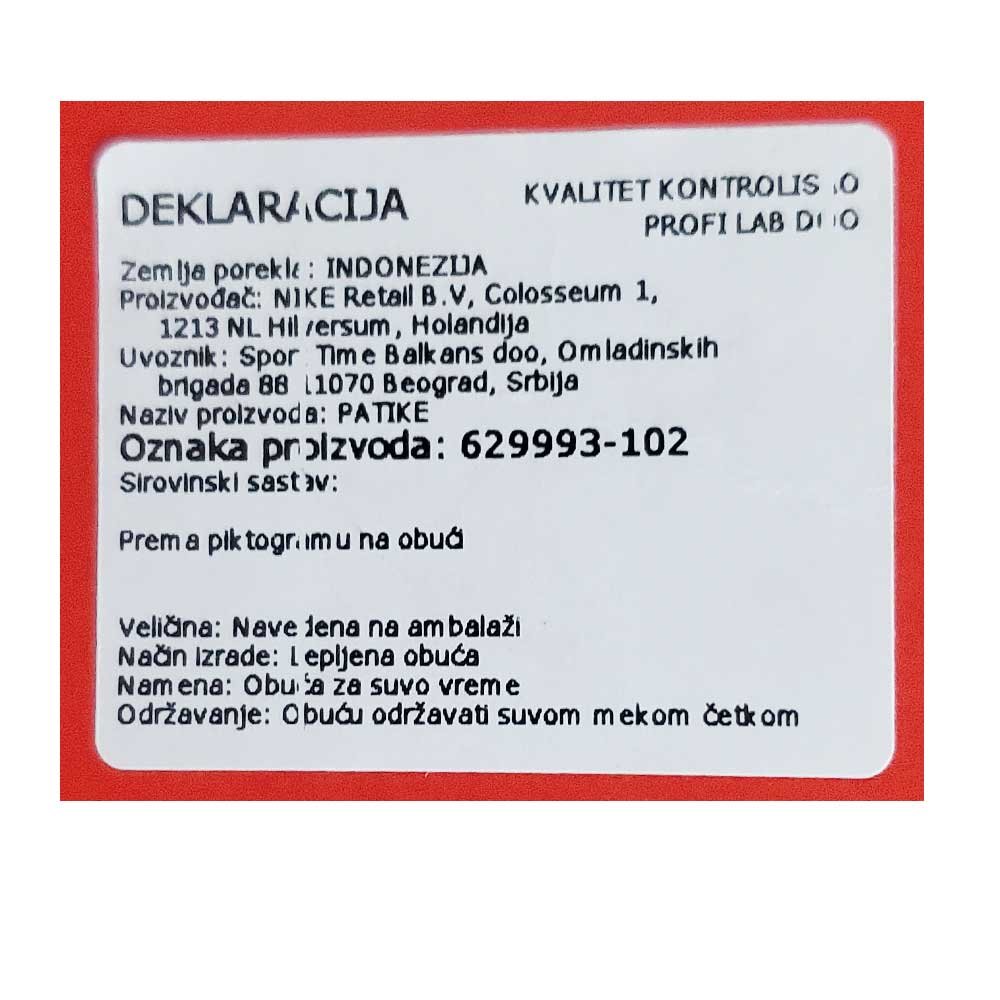 DEKLARACIJA
KVALITET KONTROLISAO
PROFI LAB DOO
Zemlja porekla: INDONEZIJA
Proizvođač: NIKE Retail B.V, Colosseum 1,
1213 NL Hilversum, Holandija
Uvoznik: Sport Time Balkans doo, Omladinskih
brigada 88 11070 Beograd, Srbija
Naziv proizvoda: PATIKE
Oznaka proizvoda: 629993-102
Sirovinski sastav:
Prema piktogramu na obući
Veličina: Navedena na ambalaži
Način izrade: Lepljena obuća
Namena: Obuća za suvo vreme
Održavanje: Obuću održavati suvom mekom četkom